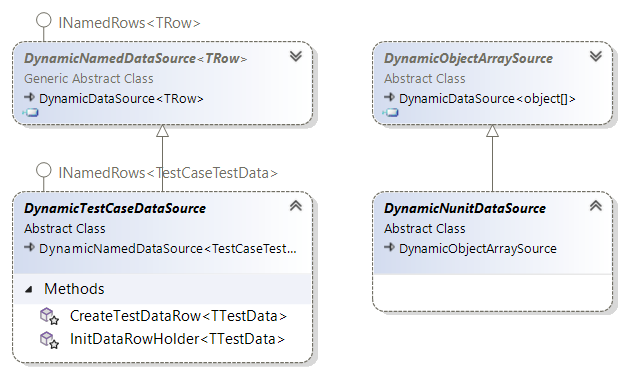 INamedRows<TRow>
DynamicNamedDataSource<TRow>
Generic Abstract Class
DynamicDataSource<TRow>
DynamicObjectArraySource
Abstract Class
DynamicDataSource<object[]>
INamedRows<TestCaseTestData>
DynamicTestCaseDataSource
Abstract Class
DynamicNamedDataSource<TestCaseTest...
Methods
CreateTestDataRow<TTestData>
InitDataRowHolder<TTestData>
DynamicNunitDataSource
Abstract Class
DynamicObjectArraySource